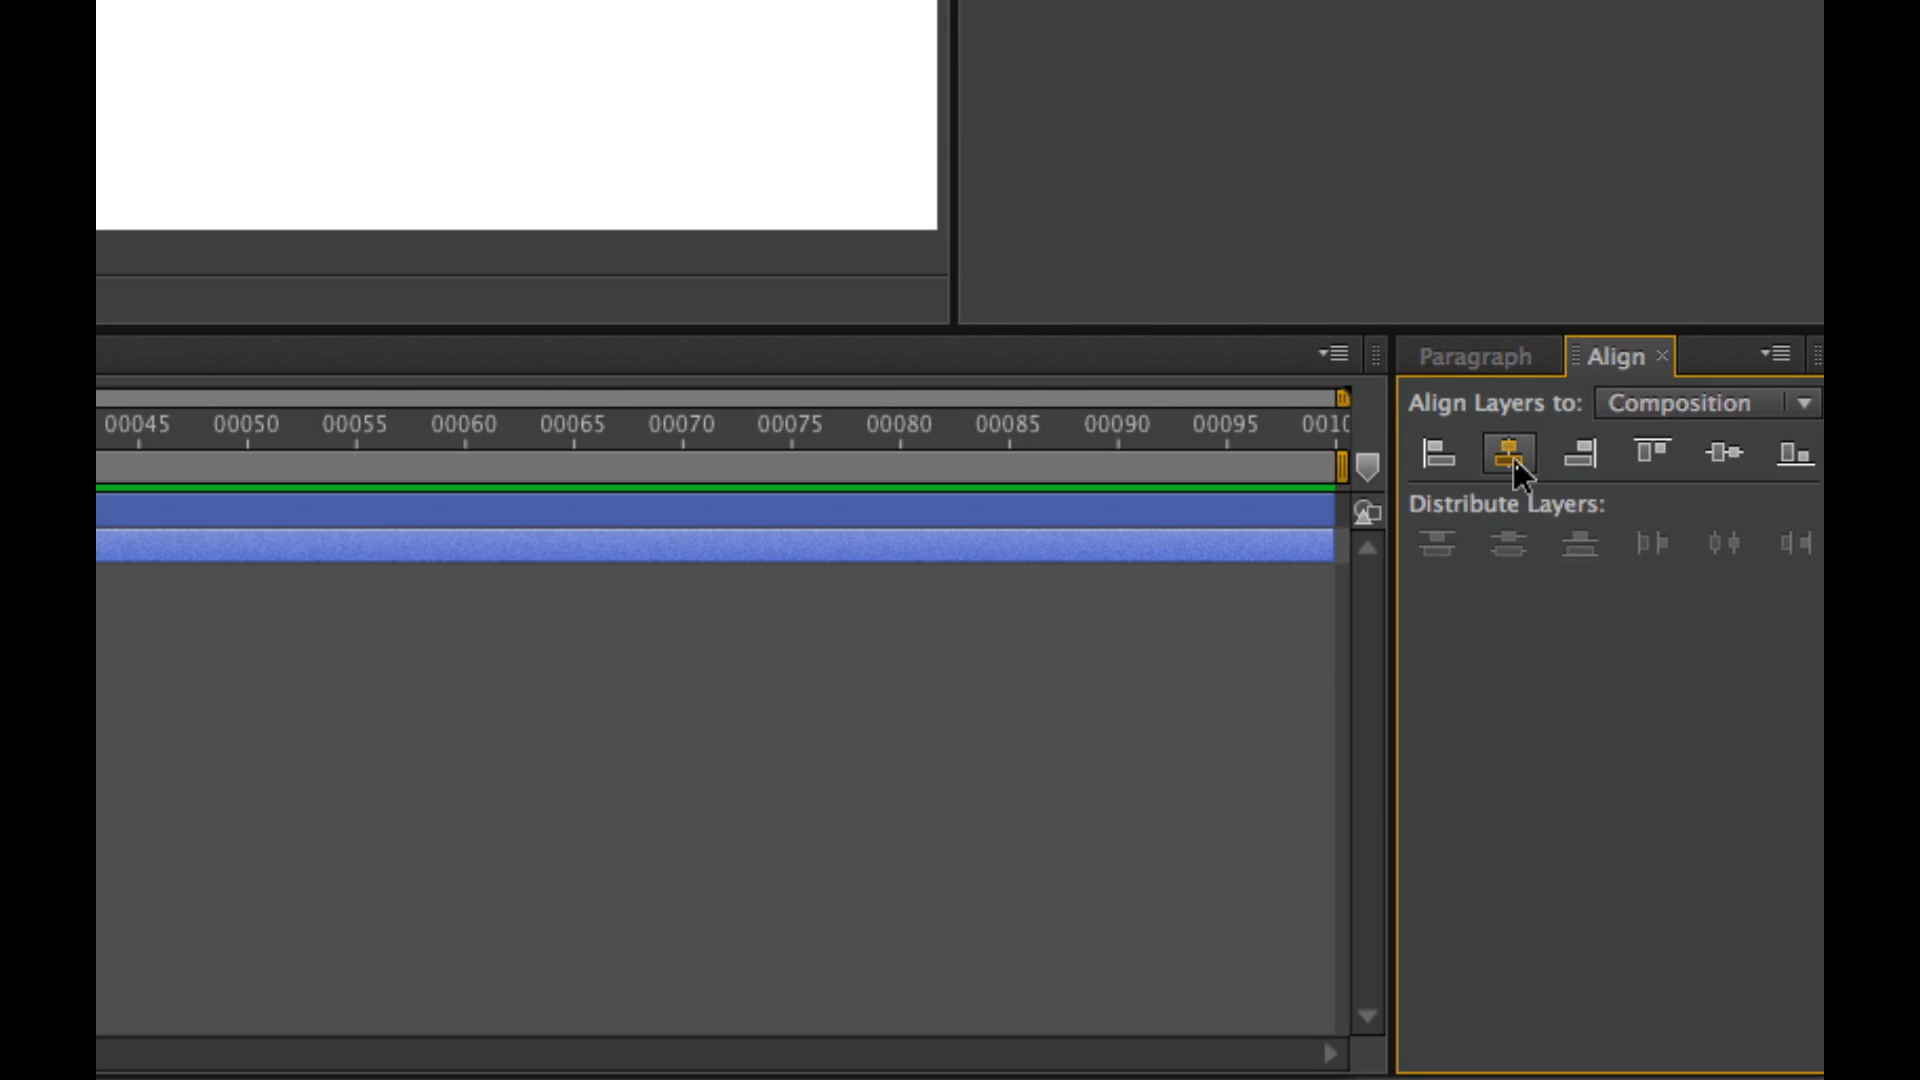 Paragraph Align
Align Layers to: Composition
00045 00050 00055 00060 00065 00070 00075 00080 00085 00090 00095 0010
Distribute Layers: